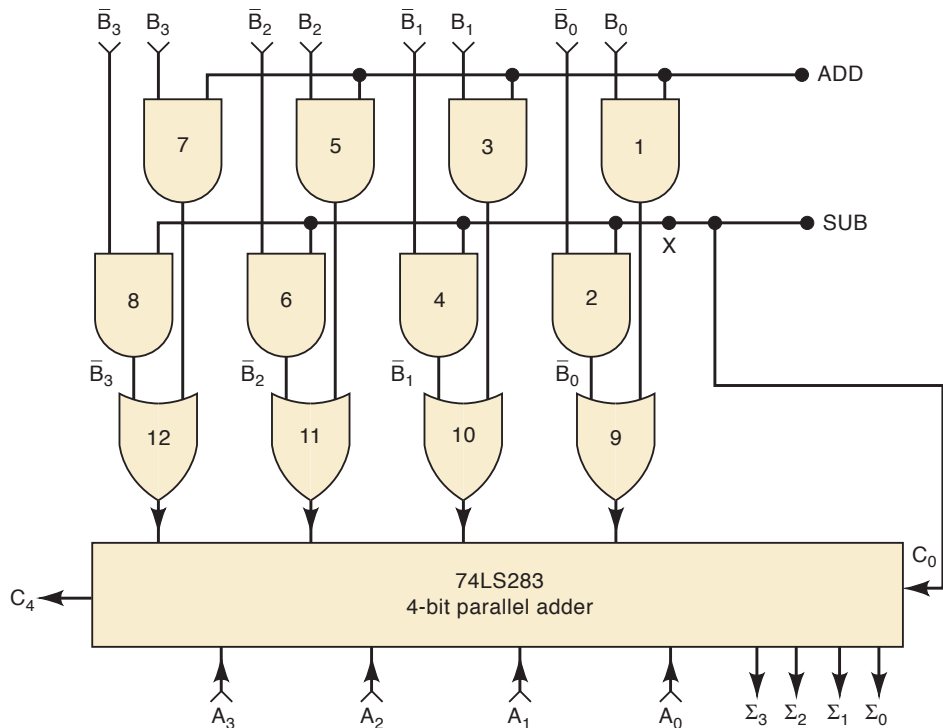 B̅₃ B₃ B̅₂ B₂ B̅₁ B₁ B̅₀ B₀
ADD
7 5 3 1
SUB
X
8 6 4 2
B̅₃ B̅₂ B̅₁ B̅₀
12 11 10 9
C₀
74LS283
4-bit parallel adder
C₄
A₃ A₂ A₁ A₀ Σ₃ Σ₂ Σ₁ Σ₀